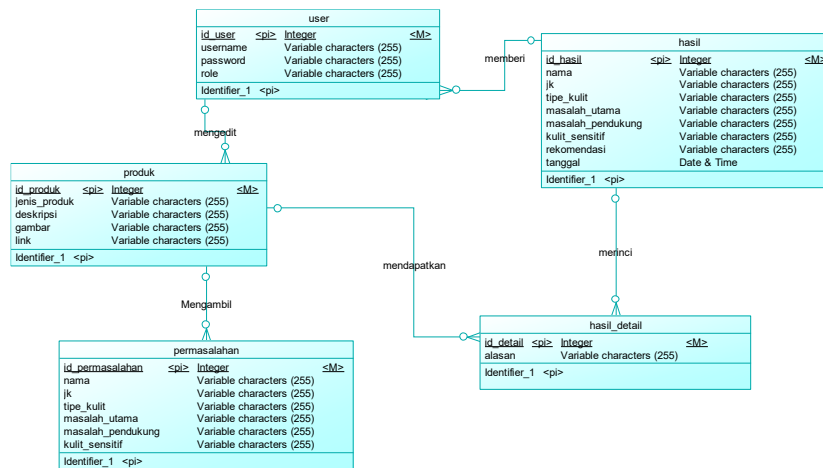 user
id_user <pi> Integer <M>
username Variable characters (255)
password Variable characters (255)
role Variable characters (255)
Identifier_1 <pi>
memberi
hasil
id_hasil <pi> Integer <M>
nama Variable characters (255)
jk Variable characters (255)
tipe_kulit Variable characters (255)
masalah_utama Variable characters (255)
masalah_pendukung Variable characters (255)
kulit_sensitif Variable characters (255)
rekomendasi Variable characters (255)
tanggal Date & Time
Identifier_1 <pi>
mengedit
produk
id_produk <pi> Integer <M>
jenis_produk Variable characters (255)
deskripsi Variable characters (255)
gambar Variable characters (255)
link Variable characters (255)
Identifier_1 <pi>
mendapatkan
merinci
Mengambil
hasil_detail
id_detail <pi> Integer <M>
alasan Variable characters (255)
Identifier_1 <pi>
permasalahan
id_permasalahan <pi> Integer <M>
nama Variable characters (255)
jk Variable characters (255)
tipe_kulit Variable characters (255)
masalah_utama Variable characters (255)
masalah_pendukung Variable characters (255)
kulit_sensitif Variable characters (255)
Identifier_1 <pi>